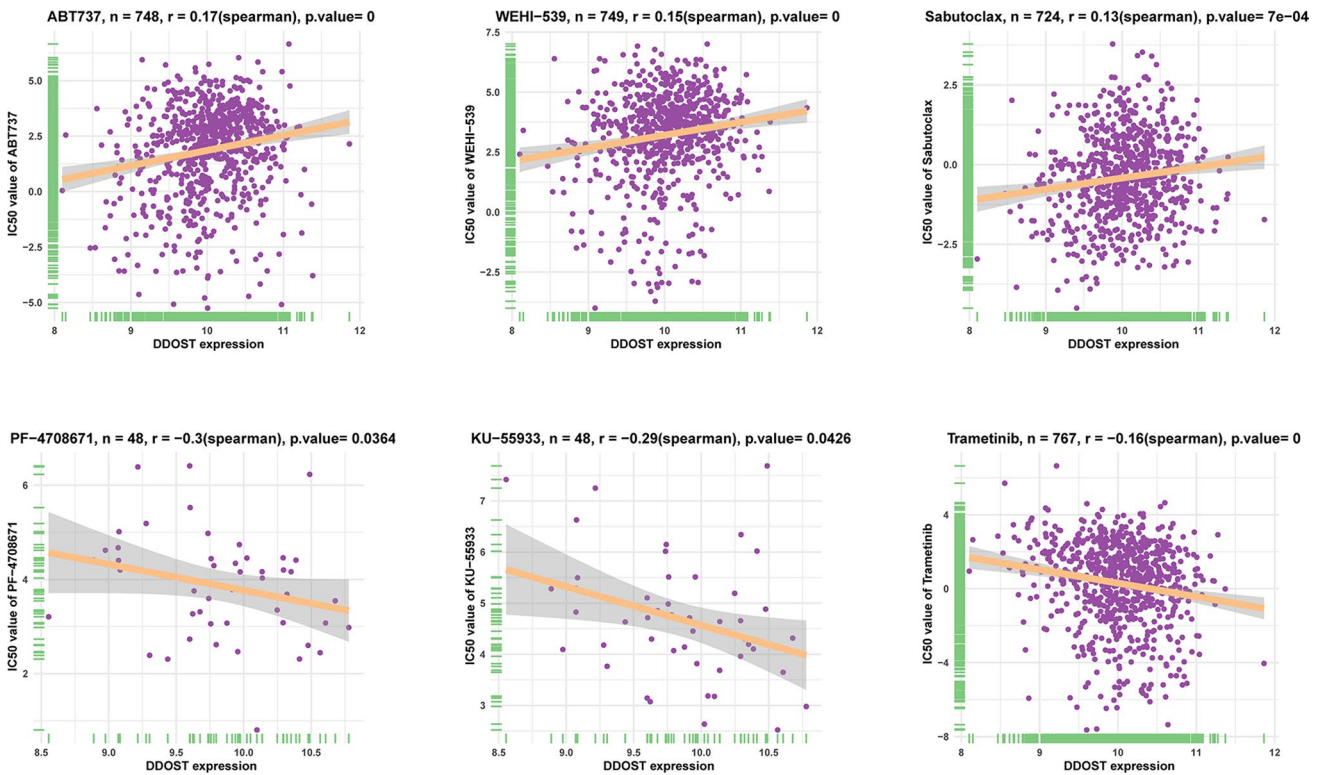 ABT737, n = 748, r = 0.17(spearman), p.value= 0
IC50 value of ABT737
5.0
2.5
0.0
−2.5
−5.0
8 9 10 11 12
DDOST expression
WEHI−539, n = 749, r = 0.15(spearman), p.value= 0
IC50 value of WEHI−539
7.5
5.0
2.5
0.0
−2.5
8 9 10 11 12
DDOST expression
Sabutoclax, n = 724, r = 0.13(spearman), p.value= 7e−04
IC50 value of Sabutoclax
2.5
0.0
−2.5
8 9 10 11 12
DDOST expression
PF−4708671, n = 48, r = −0.3(spearman), p.value= 0.0364
IC50 value of PF−4708671
6
4
2
8.5 9.0 9.5 10.0 10.5
DDOST expression
KU−55933, n = 48, r = −0.29(spearman), p.value= 0.0426
IC50 value of KU−55933
7
6
5
4
3
8.5 9.0 9.5 10.0 10.5
DDOST expression
Trametinib, n = 767, r = −0.16(spearman), p.value= 0
IC50 value of Trametinib
4
0
−4
−8
8 9 10 11 12
DDOST expression